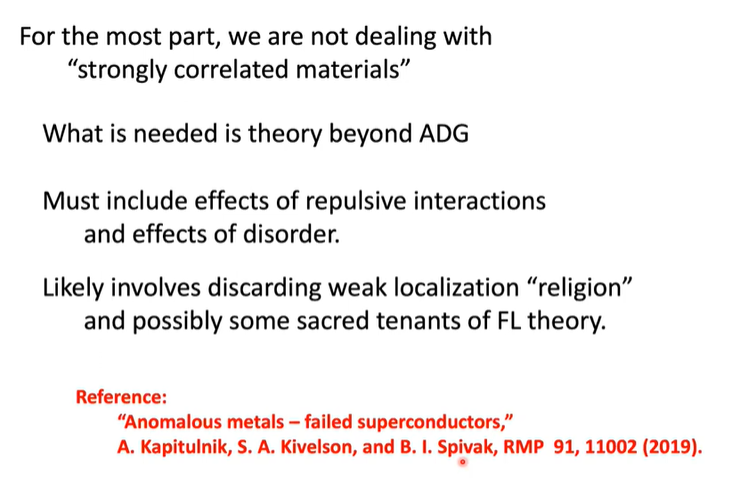 For the most part, we are not dealing with
“strongly correlated materials”
What is needed is theory beyond ADG
Must include effects of repulsive interactions
and effects of disorder.
Likely involves discarding weak localization “religion”
and possibly some sacred tenants of FL theory.
Reference:
“Anomalous metals – failed superconductors,”
A. Kapitulnik, S. A. Kivelson, and B. I. Spivak, RMP 91, 11002 (2019).